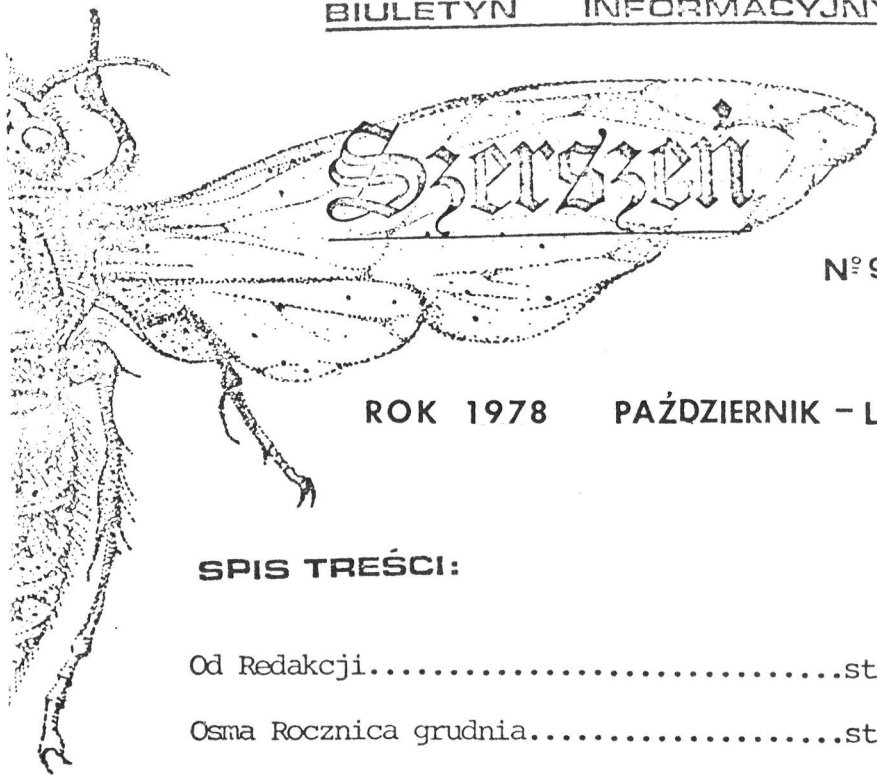 BIULETYN INFORMACYJNY
Szerszeń
Nº 9
ROK 1978 PAŹDZIERNIK - L
SPIS TREŚCI:
Od Redakcji..............................st
Osma Rocznica grudnia....................st